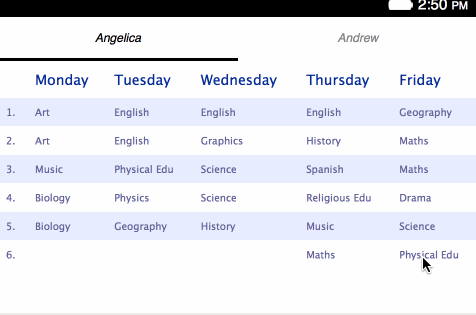 2:50 PM
Angelica Andrew
Monday Tuesday Wednesday Thursday Friday
1. Art English English English Geography
2. Art English Graphics History Maths
3. Music Physical Edu Science Spanish Maths
4. Biology Physics Science Religious Edu Drama
5. Biology Geography History Music Science
6. Maths Physical Edu